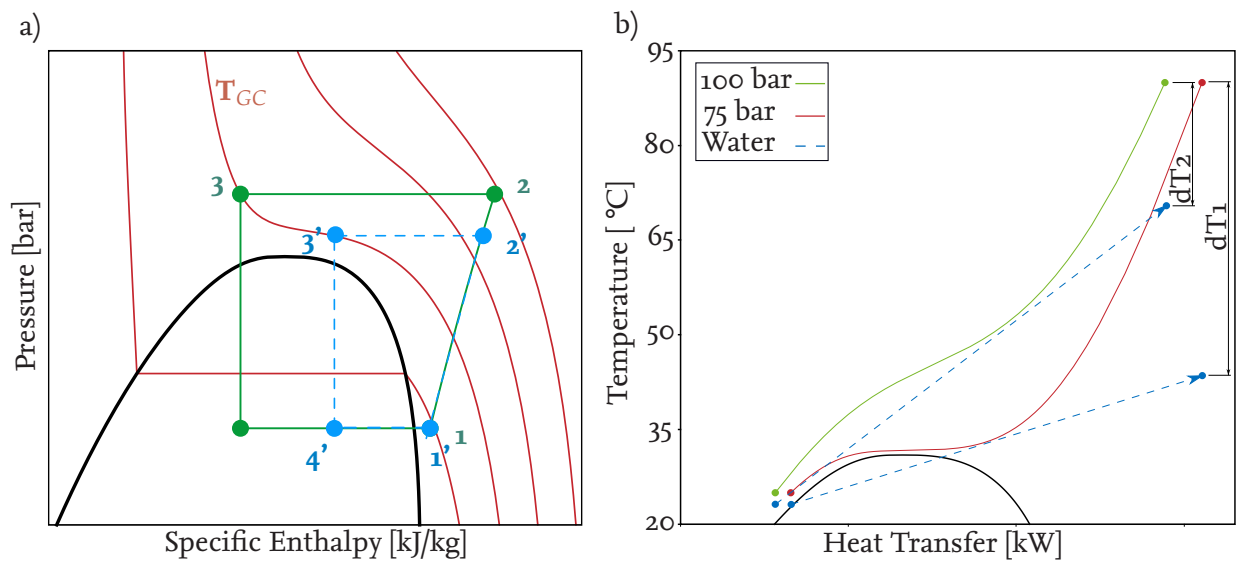 a)
T_GC
3
2
3'
2'
4'
1'
1
Pressure [bar]
Specific Enthalpy [kJ/kg]
b)
95
80
65
50
35
20
100 bar
75 bar
Water
dT2
dT1
Temperature [ °C]
Heat Transfer [kW]